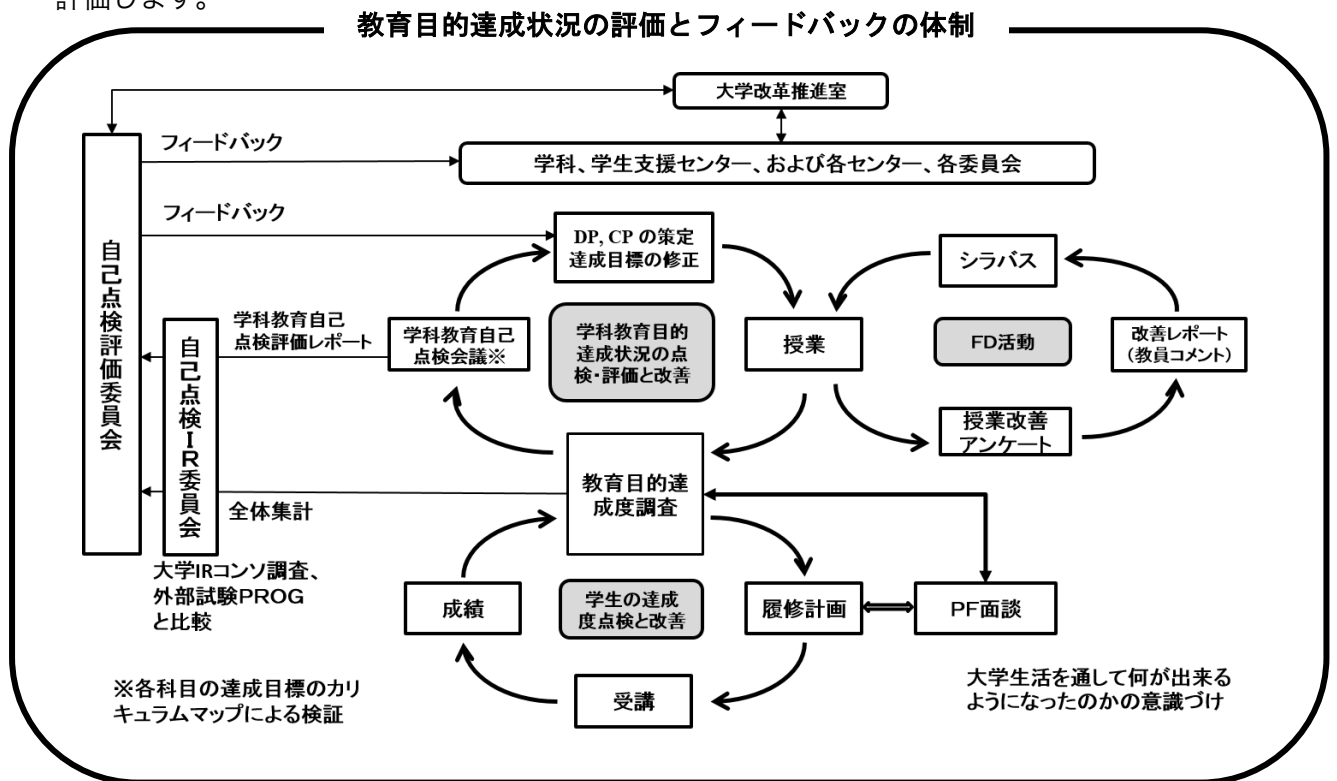 評価します。
教育目的達成状況の評価とフィードバックの体制
大学改革推進室
フィードバック
学科、学生支援センター、および各センター、各委員会
フィードバック
DP, CP の策定
達成目標の修正
シラバス
自己点検評価委員会
学科教育自己
点検評価レポート
自己点検IR委員会
学科教育自己
点検会議※
学科教育目的
達成状況の点
検・評価と改善
授業
FD活動
改善レポート
(教員コメント)
授業改善
アンケート
教育目的達
成度調査
全体集計
大学IRコンソ調査、
外部試験PROG
と比較
成績
学生の達成
度点検と改善
履修計画
PF面談
受講
※各科目の達成目標のカリ
キュラムマップによる検証
大学生活を通して何が出来る
ようになったのかの意識づけ